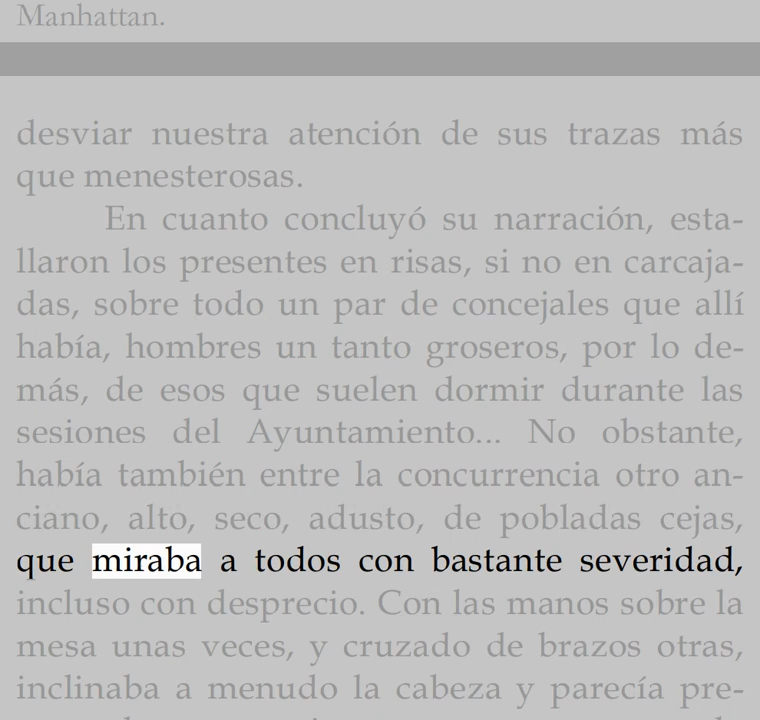 Manhattan.
desviar nuestra atención de sus trazas más
que menesterosas.
En cuanto concluyó su narración, esta-
llaron los presentes en risas, si no en carcaja-
das, sobre todo un par de concejales que allí
había, hombres un tanto groseros, por lo de-
más, de esos que suelen dormir durante las
sesiones del Ayuntamiento... No obstante,
había también entre la concurrencia otro an-
ciano, alto, seco, adusto, de pobladas cejas,
que miraba a todos con bastante severidad,
incluso con desprecio. Con las manos sobre la
mesa unas veces, y cruzado de brazos otras,
inclinaba a menudo la cabeza y parecía pre-